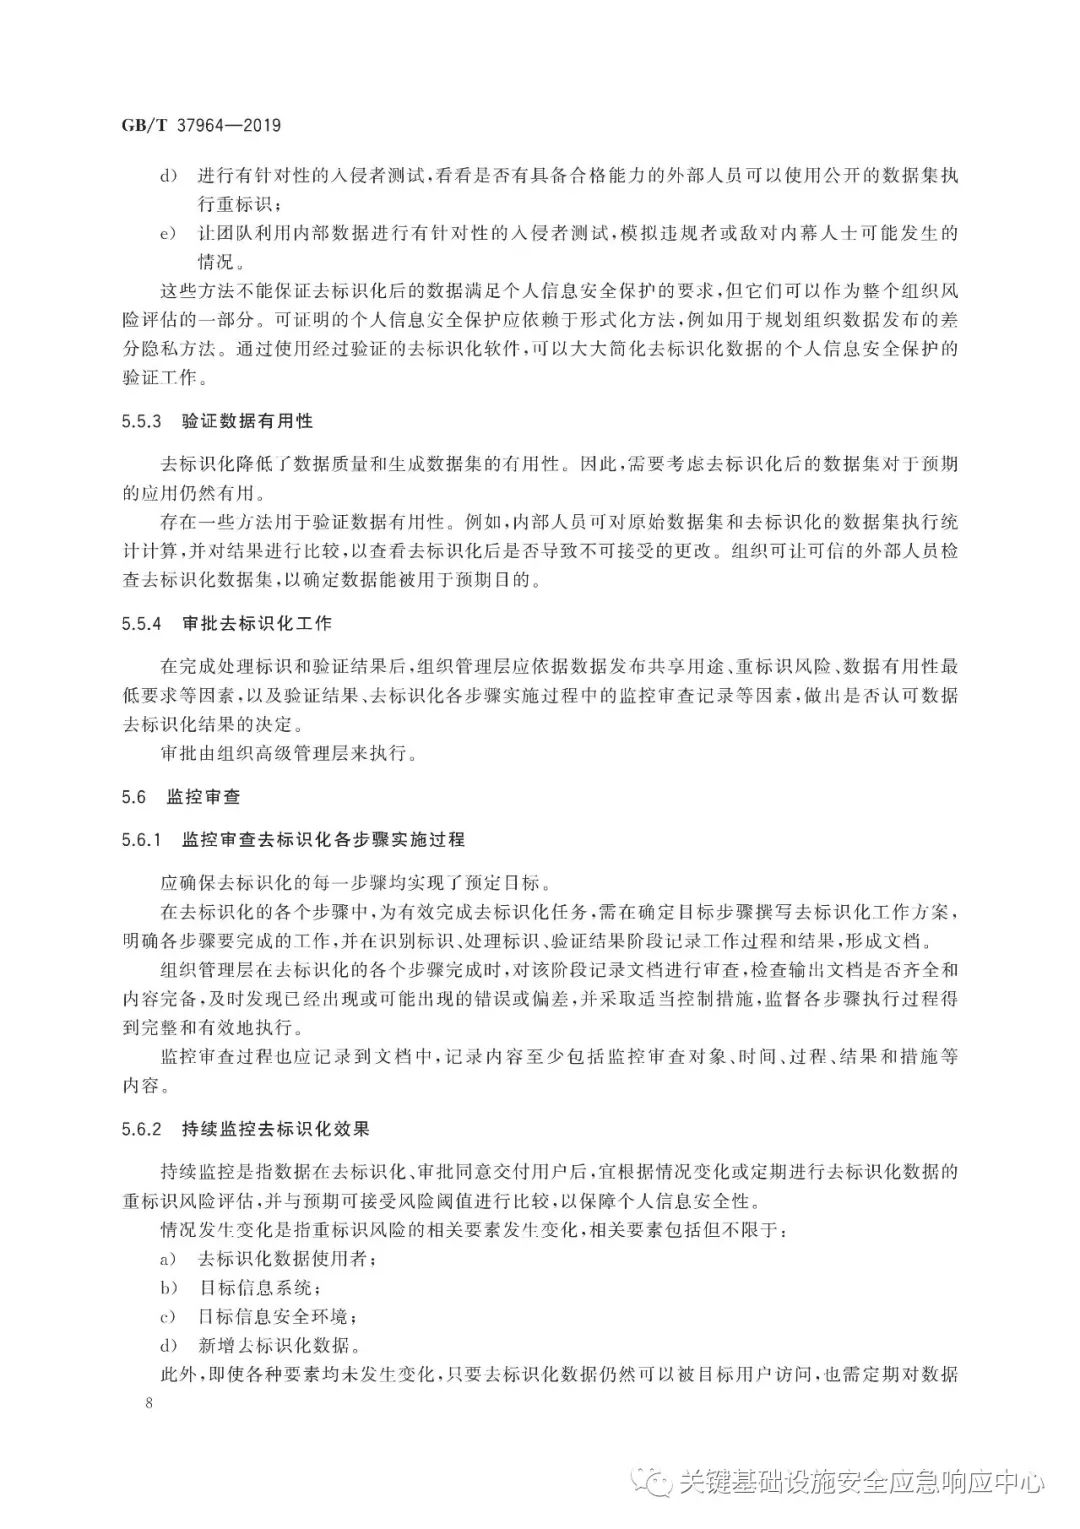 GB/T 37964—2019
d) 进行有针对性的入侵者测试,看看是否有具备合格能力的外部人员可以使用公开的数据集执
行重标识;
e) 让团队利用内部数据进行有针对性的入侵者测试,模拟违规者或敌对内幕人士可能发生的
情况。
这些方法不能保证去标识化后的数据满足个人信息安全保护的要求,但它们可以作为整个组织风
险评估的一部分。可证明的个人信息安全保护应依赖于形式化方法,例如用于规划组织数据发布的差
分隐私方法。通过使用经过验证的去标识化软件,可以大大简化去标识化数据的个人信息安全保护的
验证工作。
5.5.3 验证数据有用性
去标识化降低了数据质量和生成数据集的有用性。因此,需要考虑去标识化后的数据集对于预期
的应用仍然有用。
存在一些方法用于验证数据有用性。例如,内部人员可对原始数据集和去标识化的数据集执行统
计计算,并对结果进行比较,以查看去标识化后是否导致不可接受的更改。组织可让可信的外部人员检
查去标识化数据集,以确定数据能被用于预期目的。
5.5.4 审批去标识化工作
在完成处理标识和验证结果后,组织管理层应依据数据发布共享用途、重标识风险、数据有用性最
低要求等因素,以及验证结果、去标识化各步骤实施过程中的监控审查记录等因素,做出是否认可数据
去标识化结果的决定。
审批由组织高级管理层来执行。
5.6 监控审查
5.6.1 监控审查去标识化各步骤实施过程
应确保去标识化的每一步骤均实现了预定目标。
在去标识化的各个步骤中,为有效完成去标识化任务,需在确定目标步骤撰写去标识化工作方案,
明确各步骤要完成的工作,并在识别标识、处理标识、验证结果阶段记录工作过程和结果,形成文档。
组织管理层在去标识化的各个步骤完成时,对该阶段记录文档进行审查,检查输出文档是否齐全和
内容完备,及时发现已经出现或可能出现的错误或偏差,并采取适当控制措施,监督各步骤执行过程得
到完整和有效地执行。
监控审查过程也应记录到文档中,记录内容至少包括监控审查对象、时间、过程、结果和措施等
内容。
5.6.2 持续监控去标识化效果
持续监控是指数据在去标识化、审批同意交付用户后,宜根据情况变化或定期进行去标识化数据的
重标识风险评估,并与预期可接受风险阈值进行比较,以保障个人信息安全性。
情况发生变化是指重标识风险的相关要素发生变化,相关要素包括但不限于:
a) 去标识化数据使用者;
b) 目标信息系统;
c) 目标信息安全环境;
d) 新增去标识化数据。
此外,即使各种要素均未发生变化,只要去标识化数据仍然可以被目标用户访问,也需定期对数据
8
关键基础设施安全应急响应中心